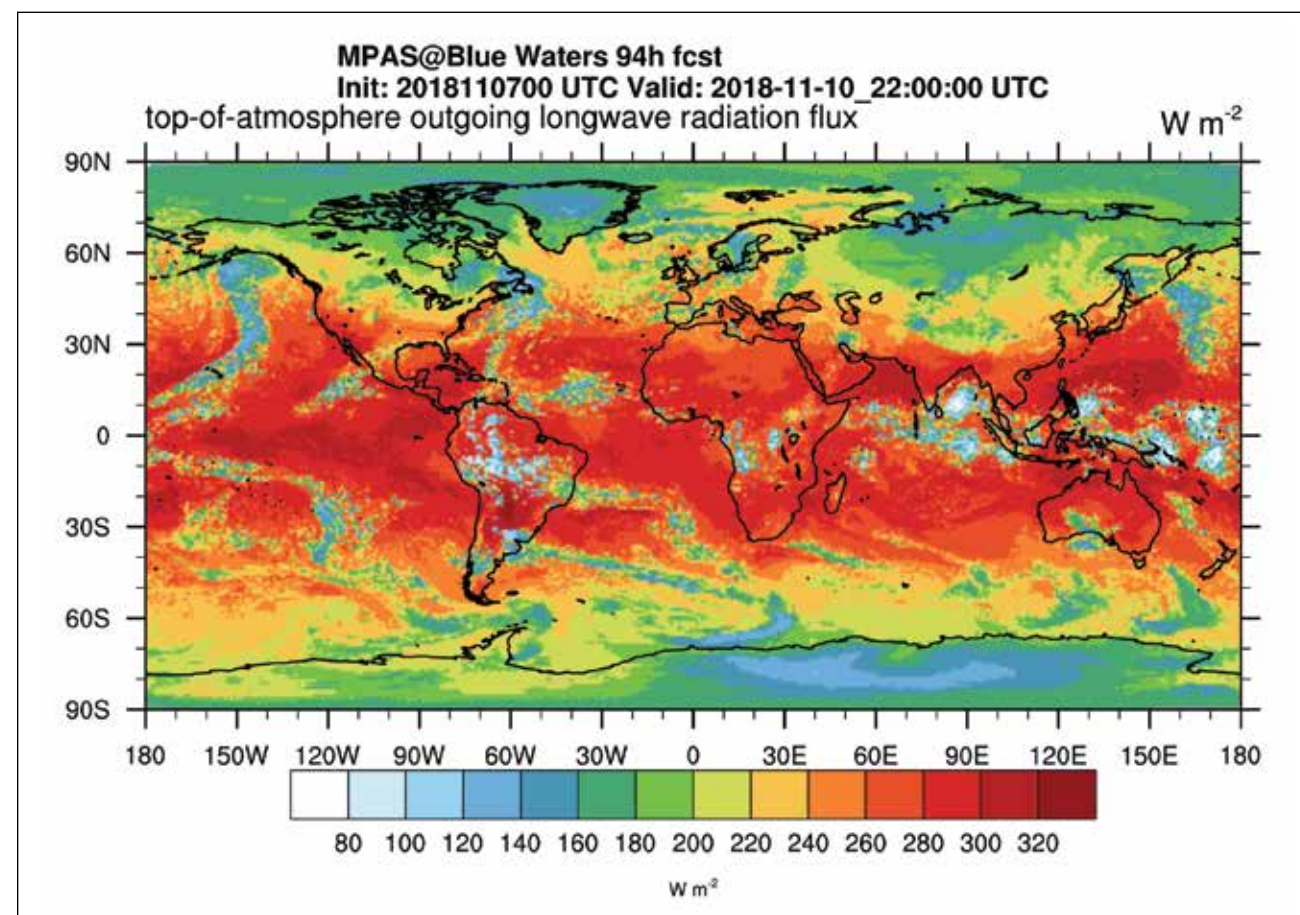 MPAS@Blue Waters 94h fcst
Init: 2018110700 UTC Valid: 2018-11-10_22:00:00 UTC
top-of-atmosphere outgoing longwave radiation flux W m⁻²
90N
60N
30N
0
30S
60S
90S
180 150W 120W 90W 60W 30W 0 30E 60E 90E 120E 150E 180
80 100 120 140 160 180 200 220 240 260 280 300 320
W m⁻²